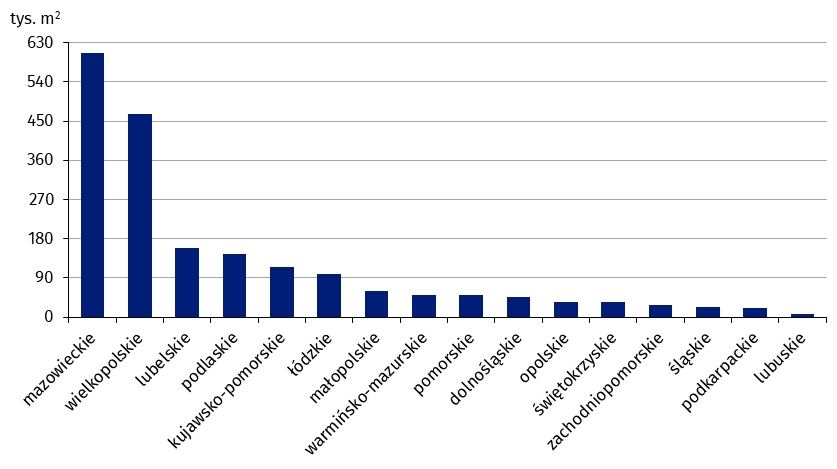 tys. m²
630
540
450
360
270
180
90
0
mazowieckie
wielkopolskie
lubelskie
podlaskie
kujawsko-pomorskie
łódzkie
małopolskie
warmińsko-mazurskie
pomorskie
dolnośląskie
opolskie
świętokrzyskie
zachodniopomorskie
śląskie
podkarpackie
lubuskie